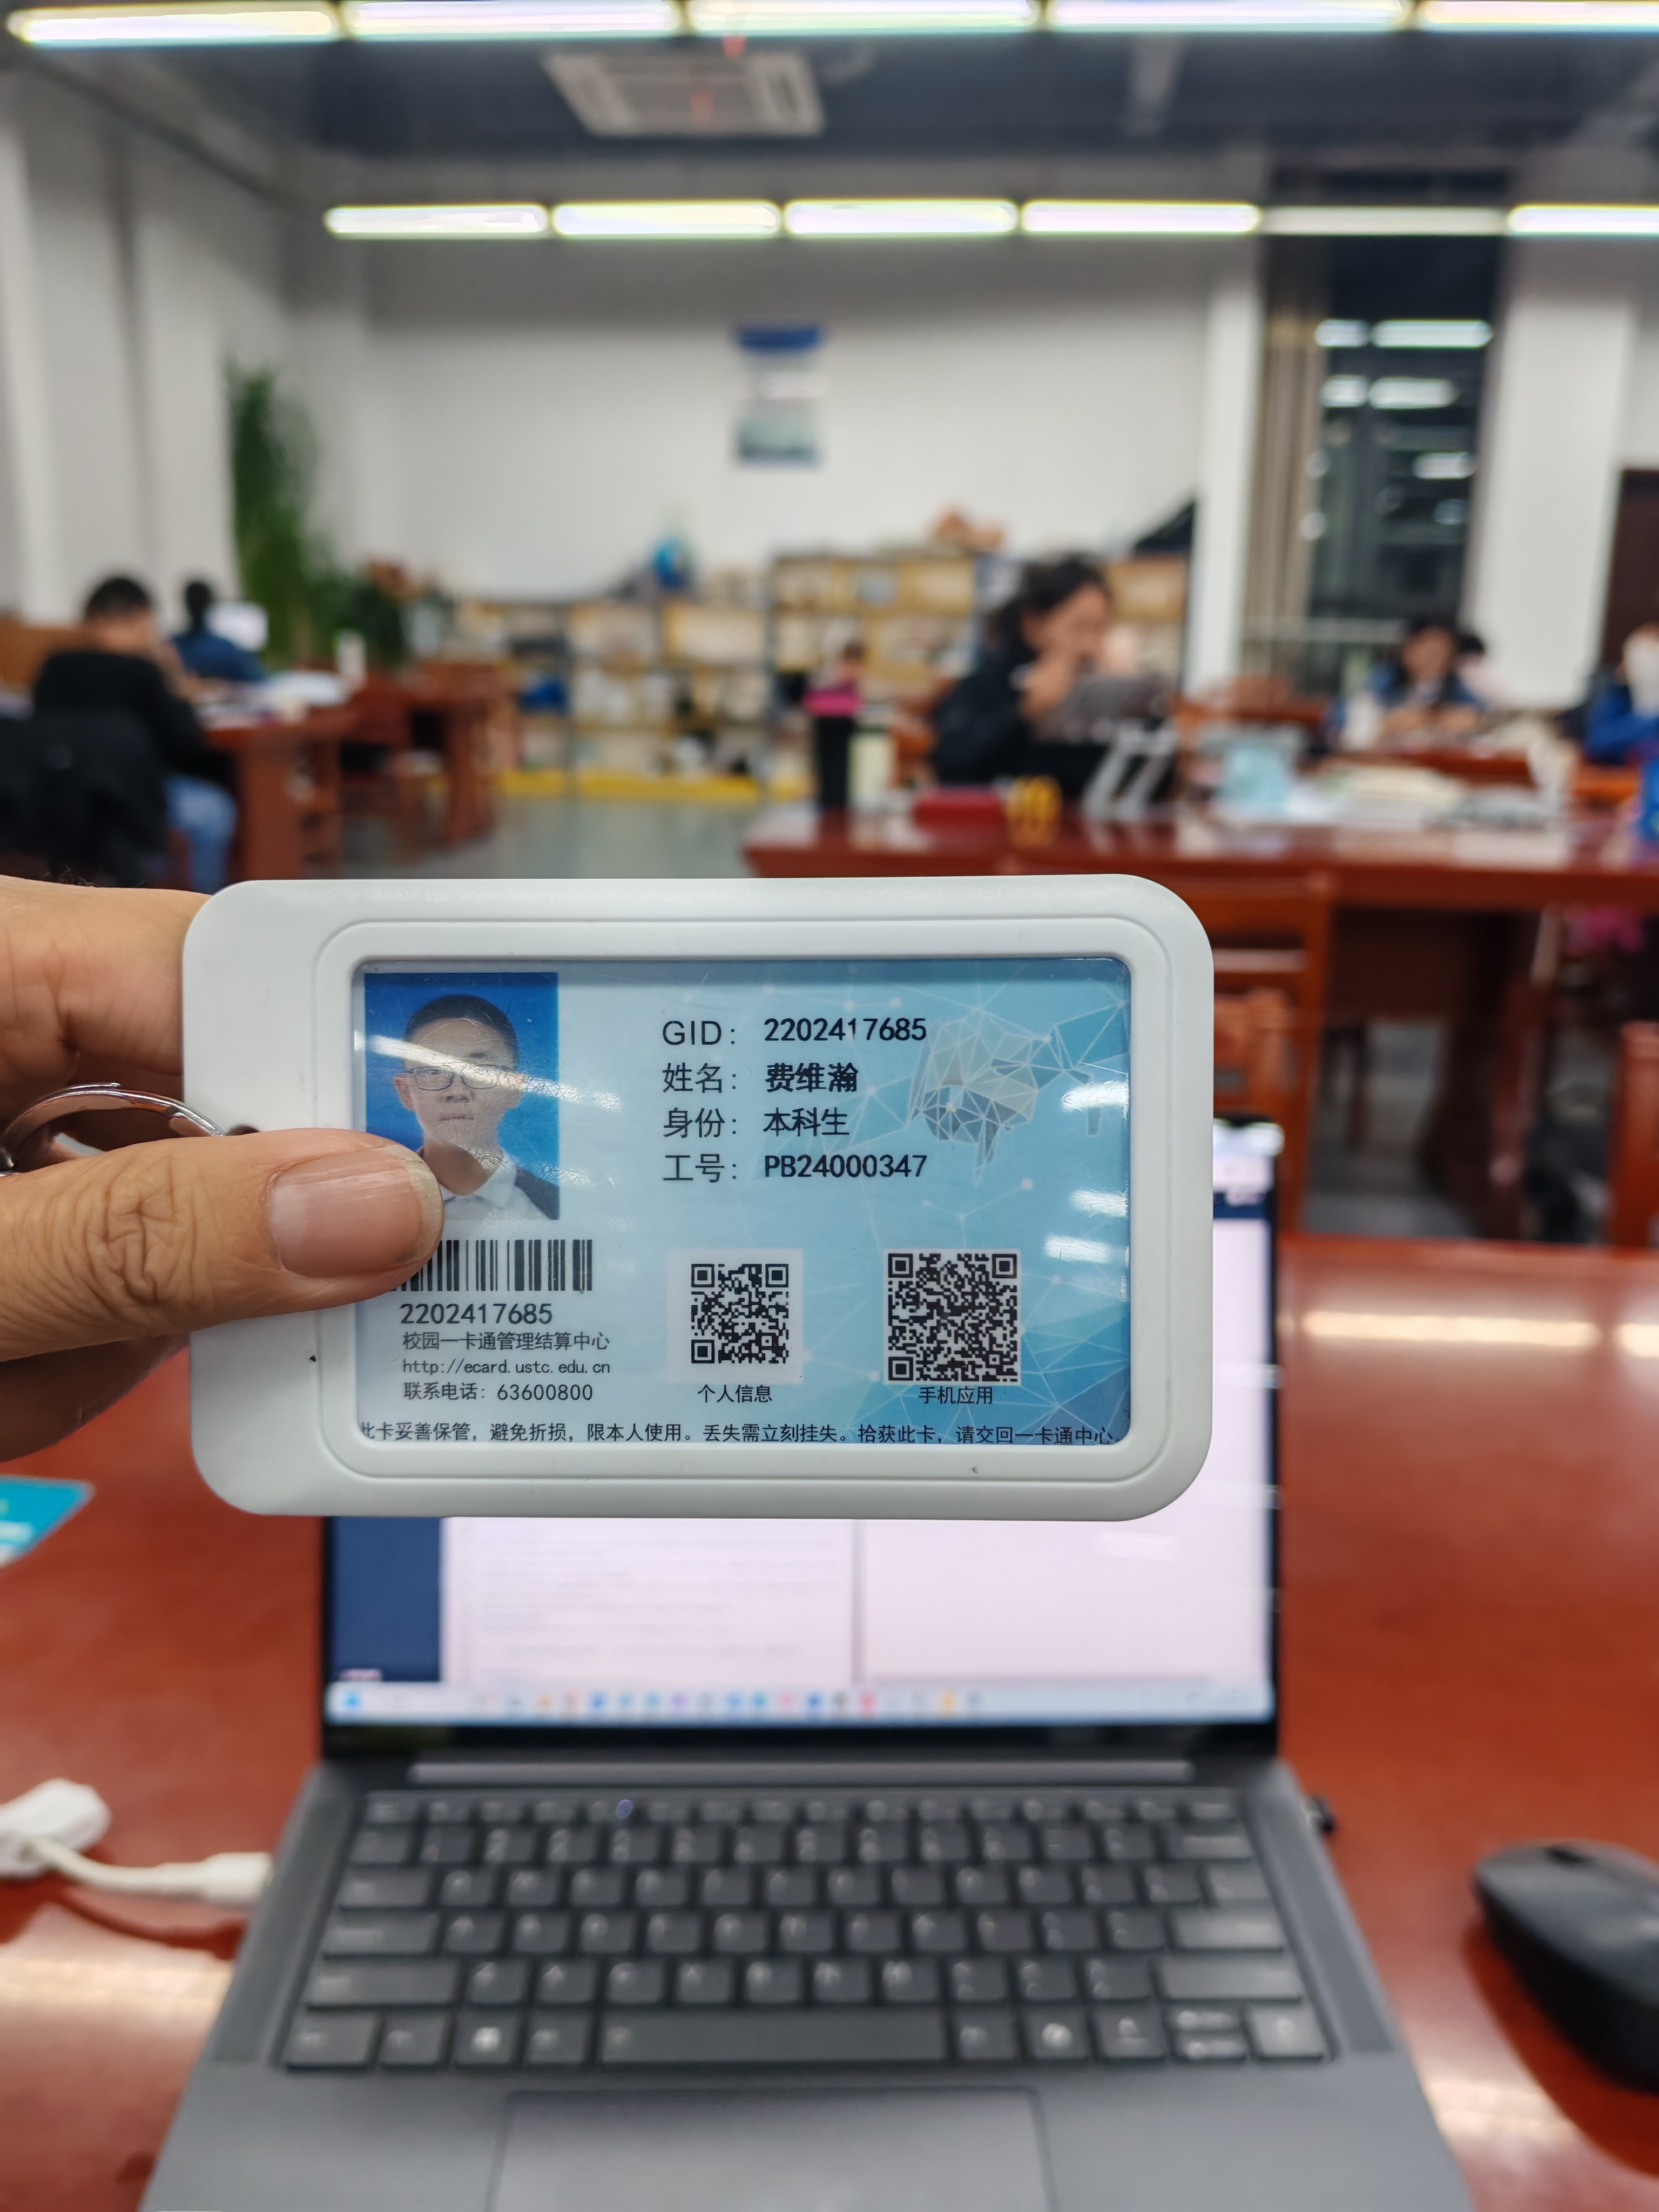 GID： 2202417685
姓名： 费维瀚
身份： 本科生
工号： PB24000347
2202417685
校园一卡通管理结算中心
http://ecard.ustc.edu.cn
联系电话：63600800
个人信息
手机应用
此卡妥善保管，避免折损，限本人使用。丢失需立刻挂失。拾获此卡，请交回一卡通中心